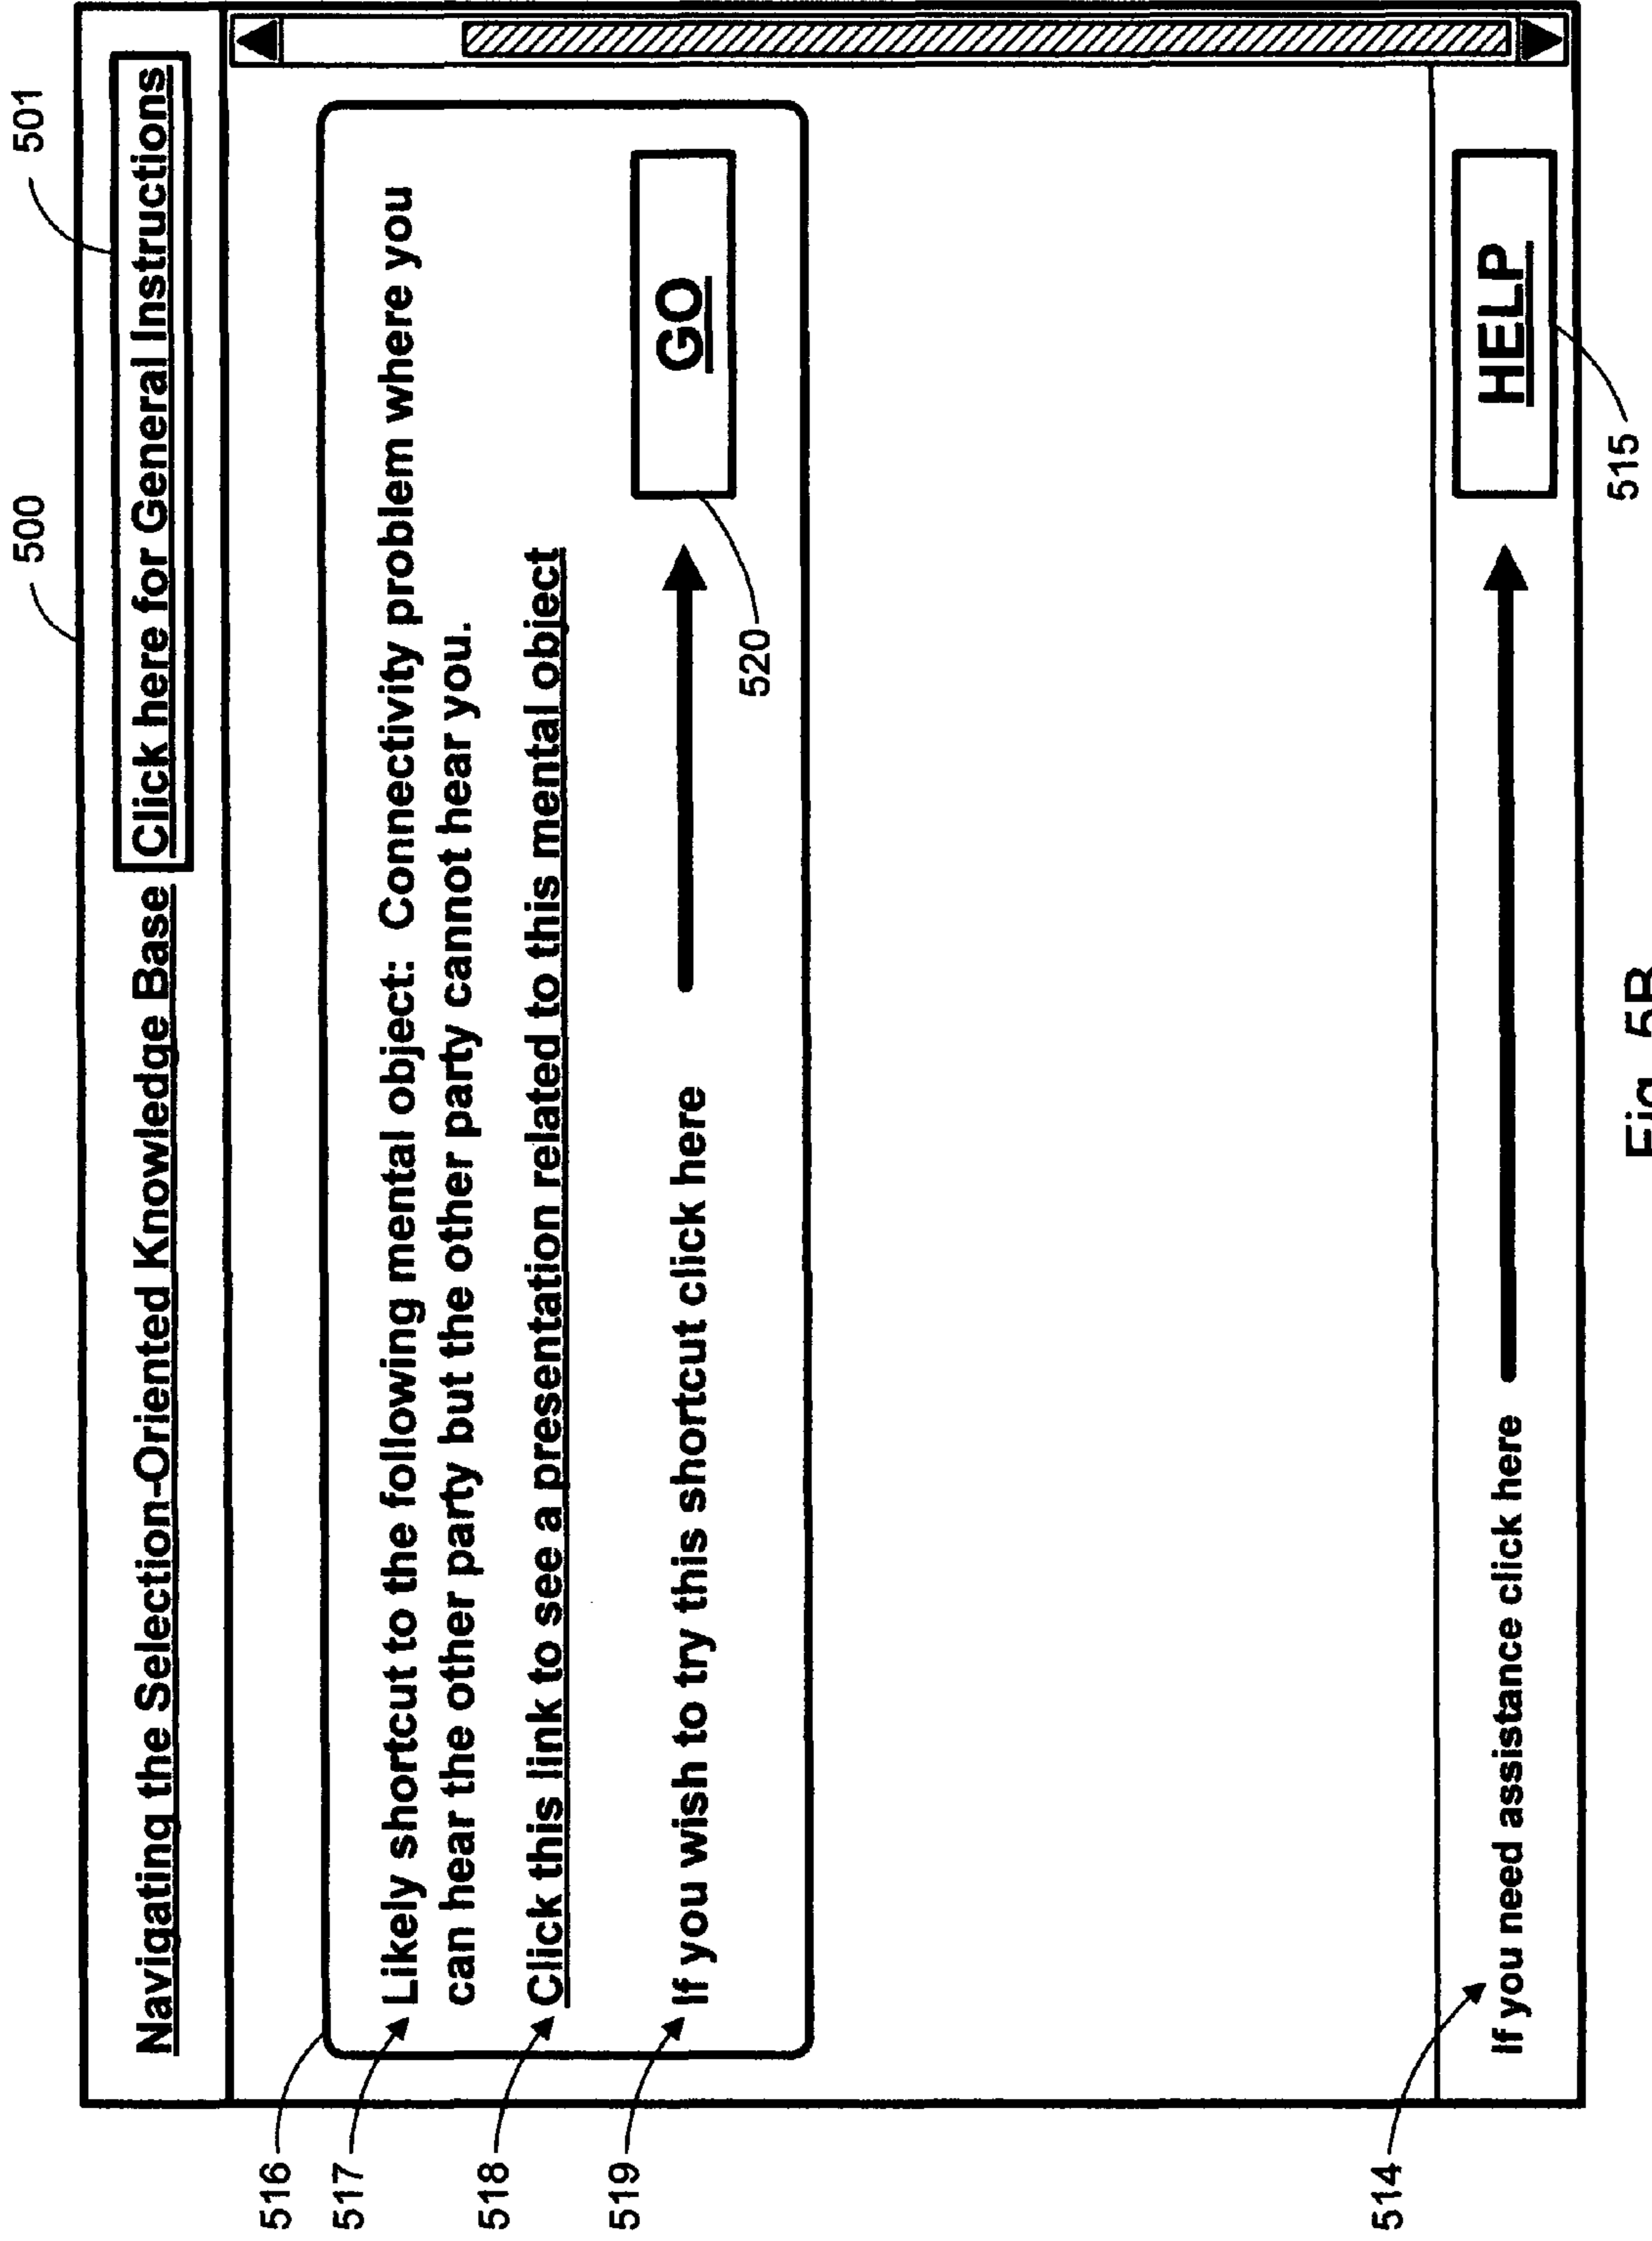 500
501
Navigating the Selection-Oriented Knowledge Base Click here for General Instructions
516
517
Likely shortcut to the following mental object: Connectivity problem where you
can hear the other party but the other party cannot hear you.
518
Click this link to see a presentation related to this mental object
519
If you wish to try this shortcut click here
GO
520
514
If you need assistance click here
HELP
515
Fig. 5B